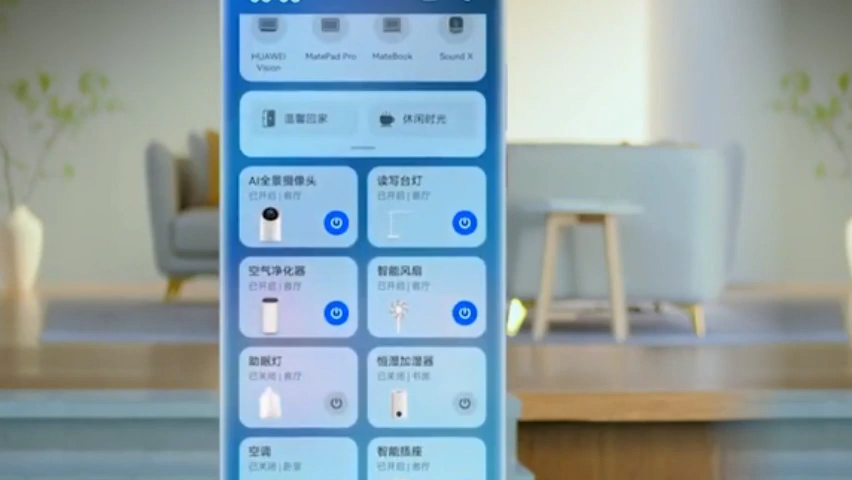 HUAWEI
Vision
MatePad Pro
MateBook
Sound X
温馨回家
休闲时光
AI全景摄像头
已开启 | 客厅
读写台灯
已开启 | 客厅
空气净化器
已开启 | 客厅
智能风扇
已开启 | 客厅
助眠灯
已关闭 | 客厅
恒湿加湿器
已关闭 | 书房
空调
已关闭 | 卧室
智能插座
已开启 | 客厅